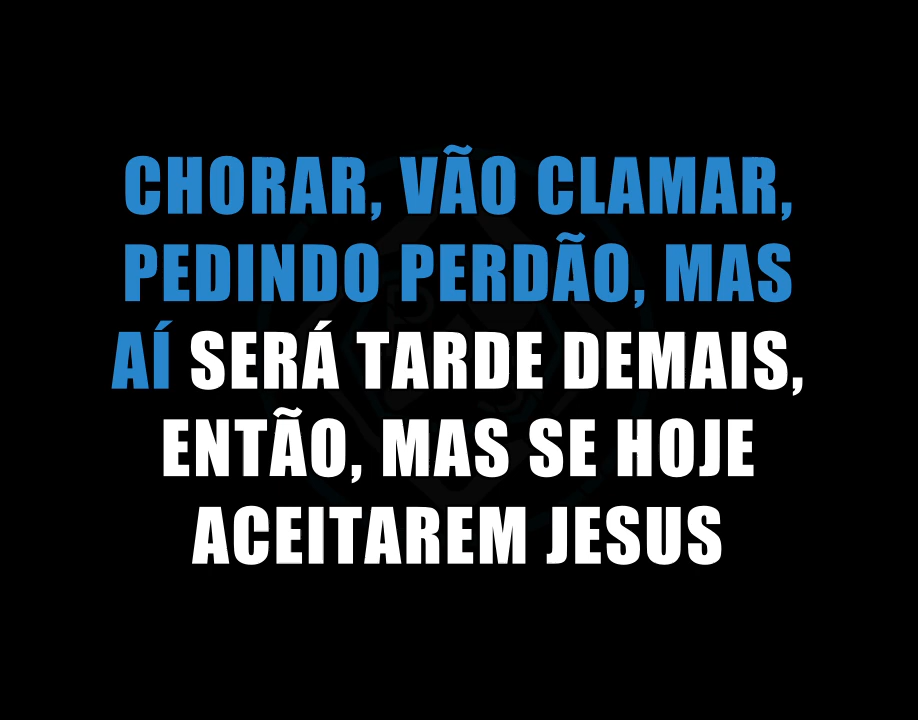 CHORAR, VÃO CLAMAR,
PEDINDO PERDÃO, MAS
AÍ SERÁ TARDE DEMAIS,
ENTÃO, MAS SE HOJE
ACEITAREM JESUS